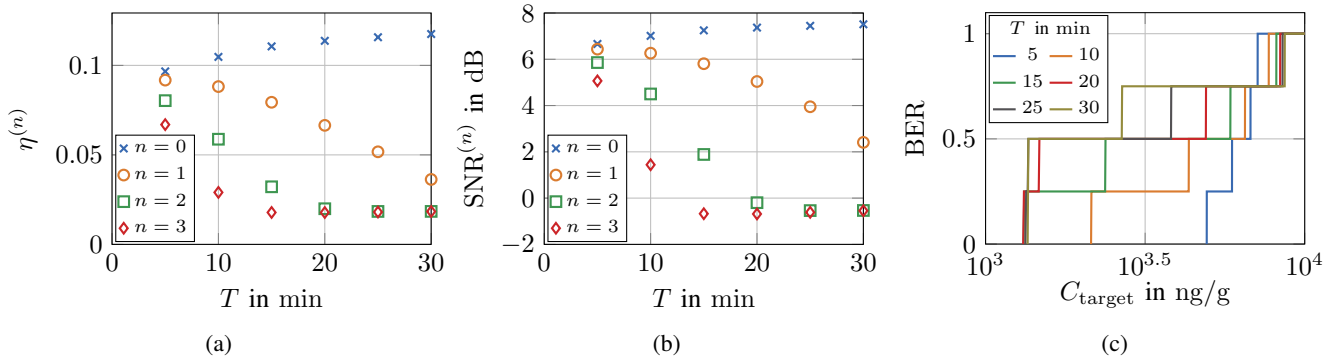 0.1
0.05
0
η^(n)
n = 0
n = 1
n = 2
n = 3
0 10 20 30
T in min
(a)
8
6
4
2
0
−2
SNR^(n) in dB
n = 0
n = 1
n = 2
n = 3
0 10 20 30
T in min
(b)
1
0.5
0
BER
T in min
5 10
15 20
25 30
10^3 10^3.5 10^4
C_target in ng/g
(c)